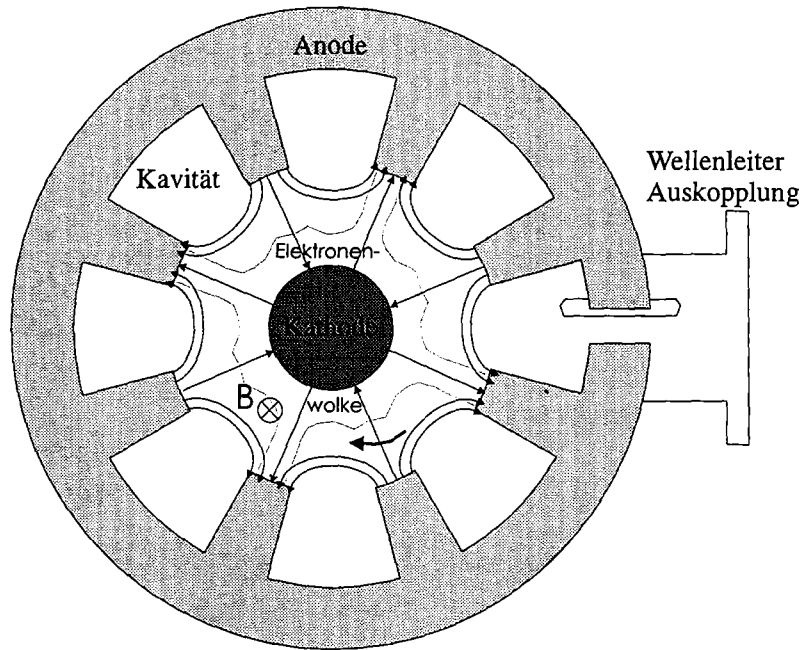 Anode
Wellenleiter
Auskopplung
Kavität
Elektronen-
Kathode
B
wolke